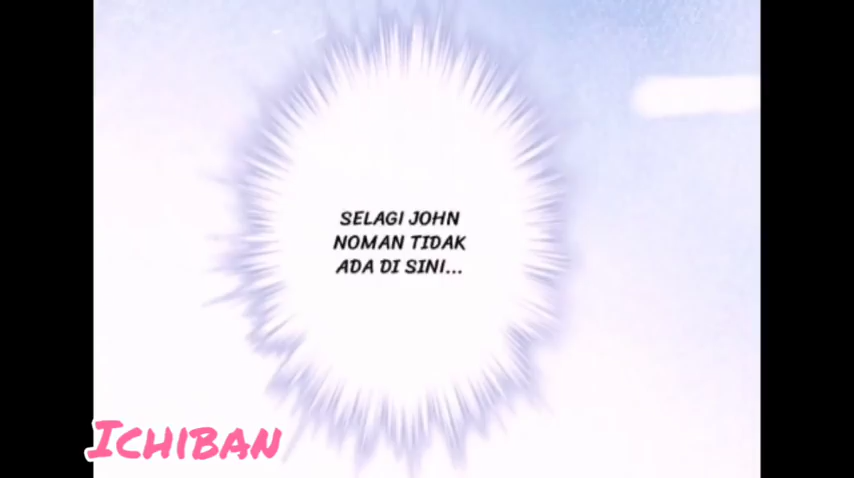 SELAGI JOHN
NOMAN TIDAK
ADA DI SINI...
ICHIBAN